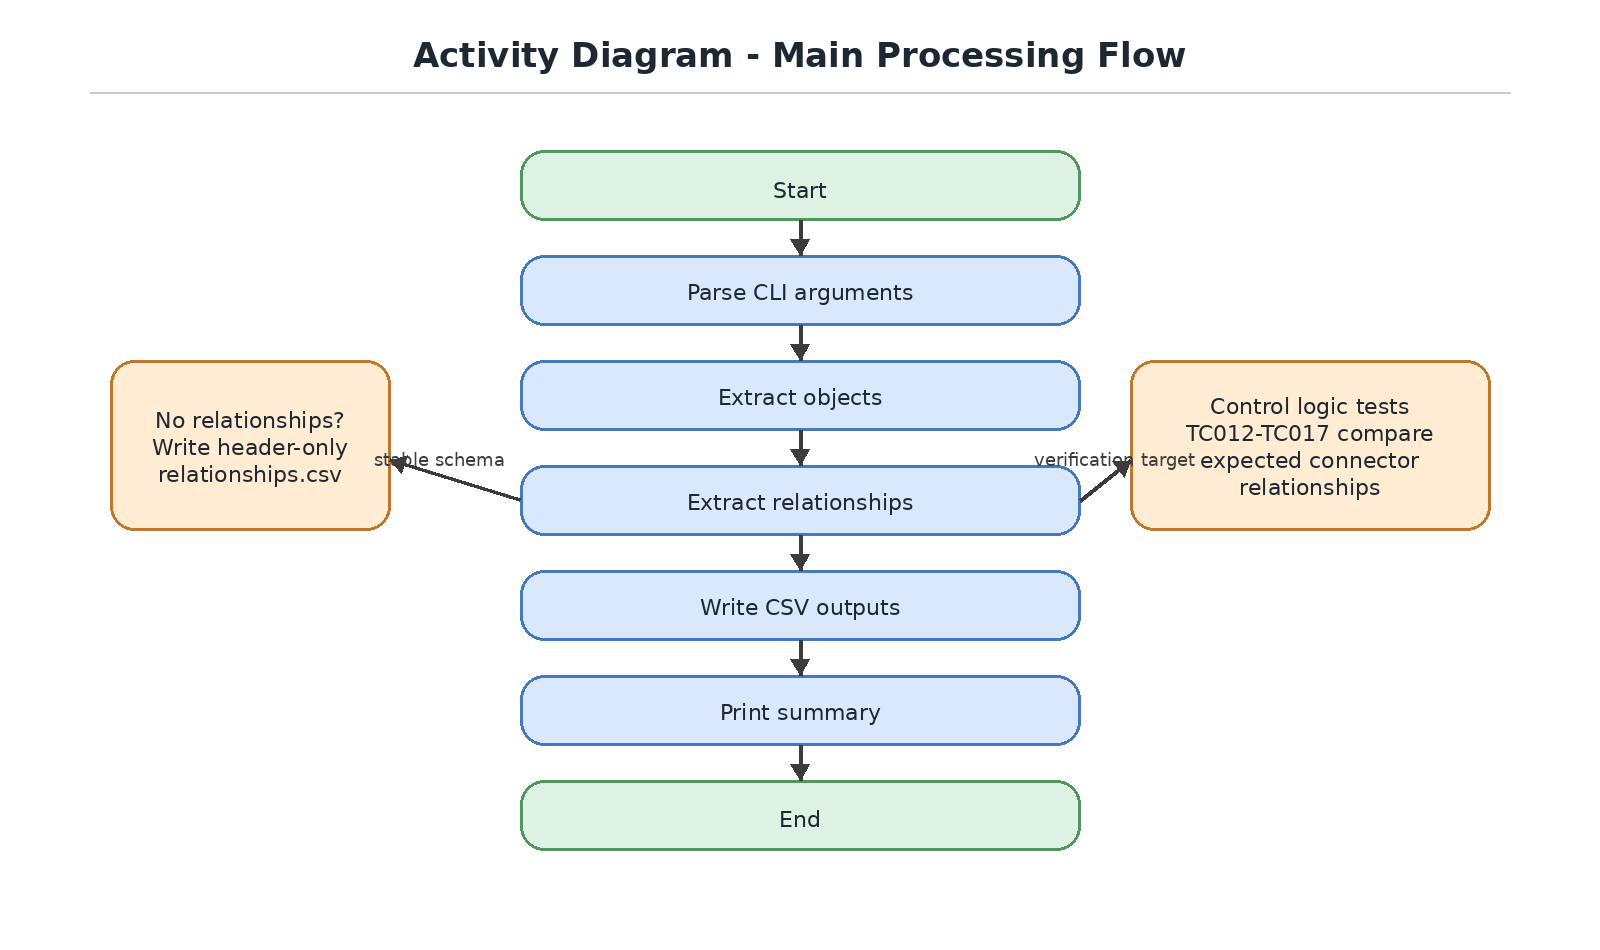 Activity Diagram - Main Processing Flow
Start
Parse CLI arguments
Extract objects
No relationships?
Write header-only
relationships.csv
stable schema
Extract relationships
verification target
Control logic tests
TC012-TC017 compare
expected connector
relationships
Write CSV outputs
Print summary
End